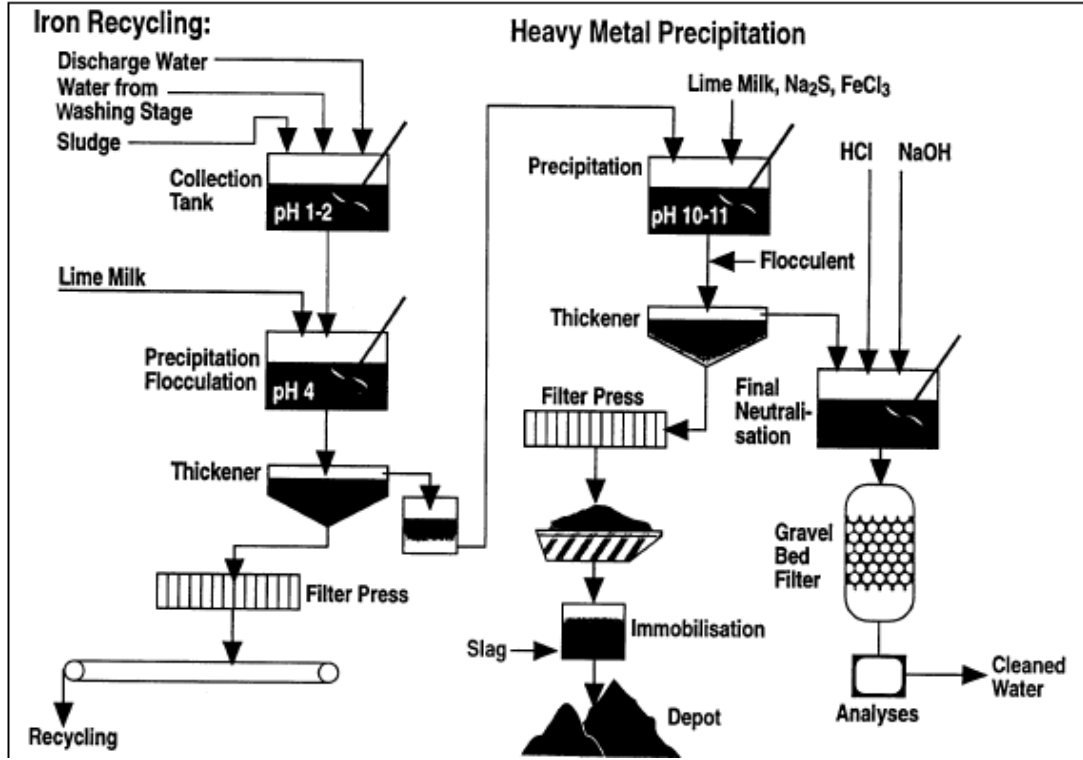 Iron Recycling:
Discharge Water
Water from
Washing Stage
Sludge
Collection
Tank
pH 1-2
Lime Milk
Precipitation
Flocculation
pH 4
Thickener
Filter Press
Recycling
Heavy Metal Precipitation
Lime Milk, Na₂S, FeCl₃
Precipitation
pH 10-11
HCl
NaOH
Flocculent
Thickener
Filter Press
Final
Neutrali-
sation
Gravel
Bed
Filter
Immobilisation
Slag
Depot
Analyses
Cleaned
Water